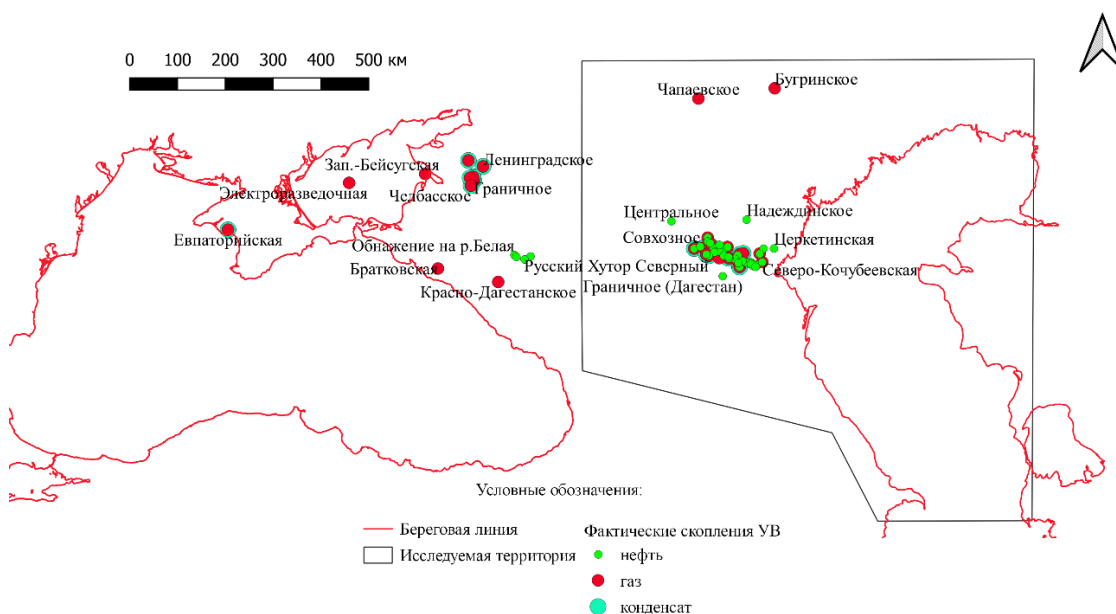 0 100 200 300 400 500 км
Бугринское
Чапаевское
Ленинградское
Зап.-Бейсугская
Электроразведочная
Челбасское
Граничное
Центральное
Надеждинское
Совхозное
Евпаторийская
Обнажение на р.Белая
Церкетинская
Братковская
Русский Хутор Северный
Северо-Кочубеевская
Красно-Дагестанское
Граничное (Дагестан)
Условные обозначения:
Береговая линия
Исследуемая территория
Фактические скопления УВ
нефть
газ
конденсат